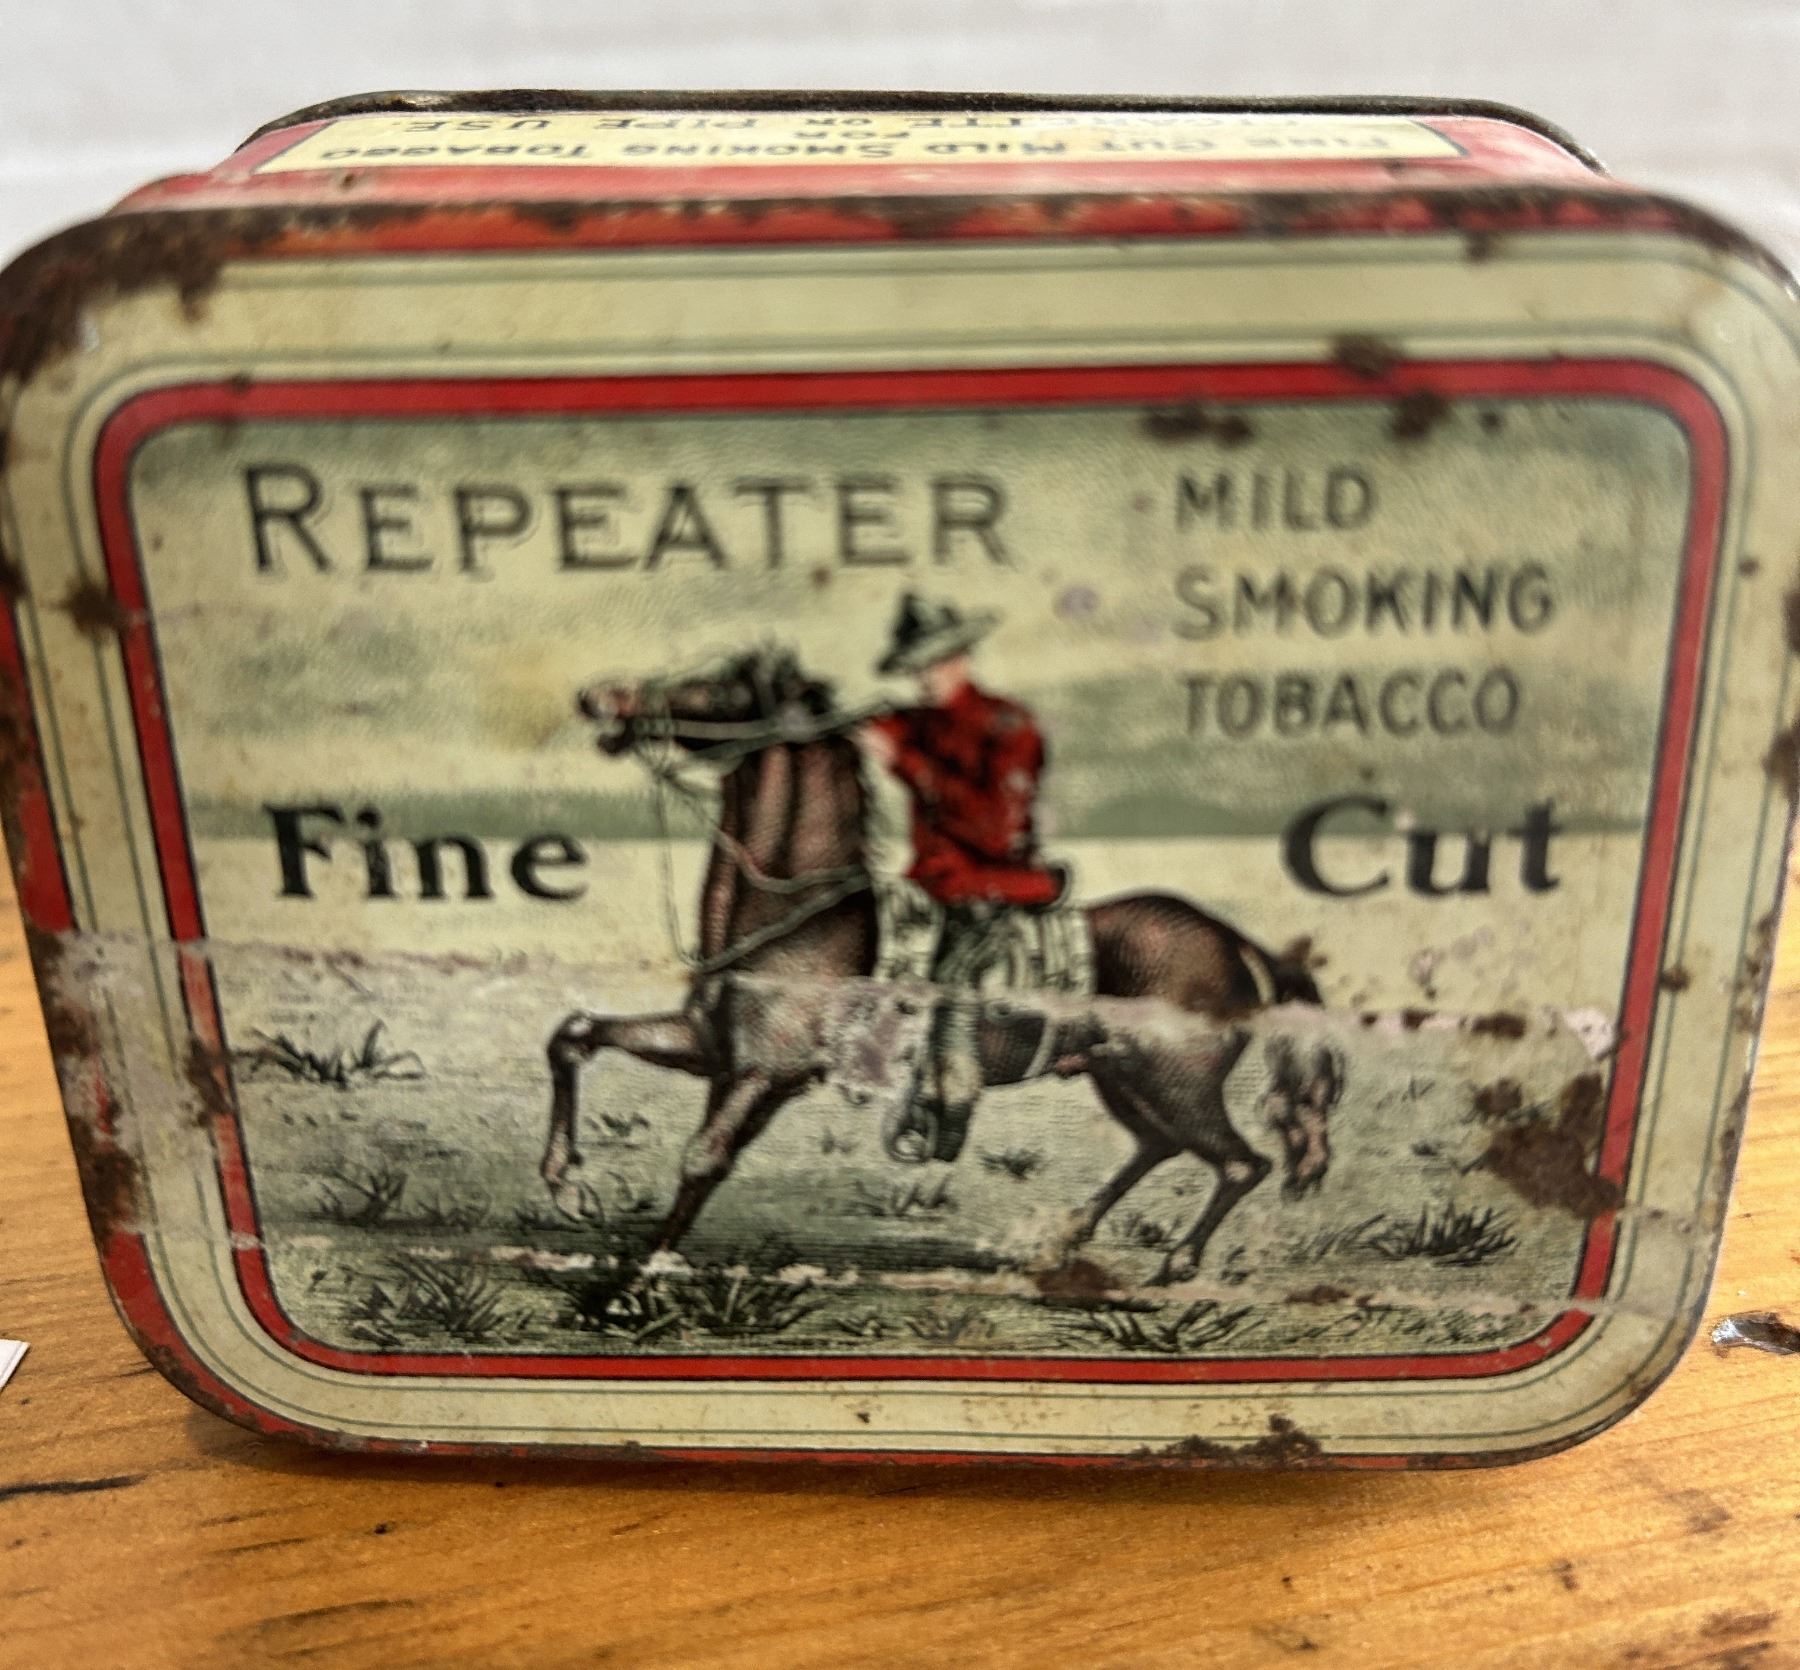 FINE CUT MILD SMOKING TOBACCO
FOR
CIGARETTE OR PIPE USE.
REPEATER
MILD
SMOKING
TOBACCO
Fine Cut